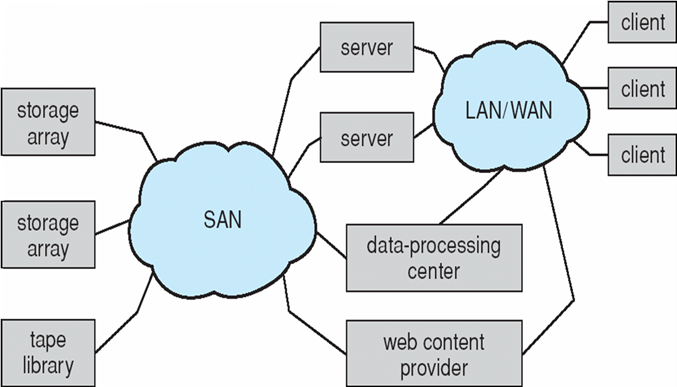 storage
array
storage
array
tape
library
SAN
server
server
data-processing
center
web content
provider
LAN/WAN
client
client
client